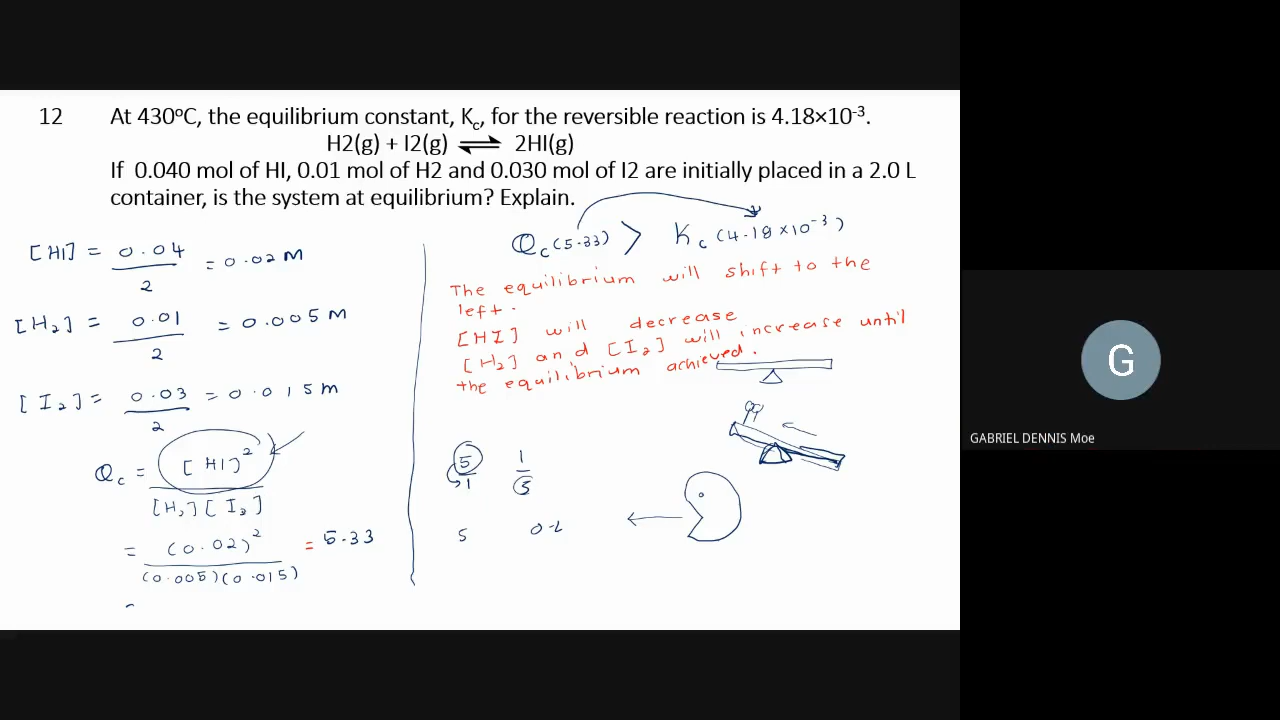 12 At 430ºC, the equilibrium constant, Kc, for the reversible reaction is 4.18×10-3.
H2(g) + I2(g) ⇌ 2HI(g)
If 0.040 mol of HI, 0.01 mol of H2 and 0.030 mol of I2 are initially placed in a 2.0 L
container, is the system at equilibrium? Explain.
[HI] = 0.04 / 2 = 0.02 M
[H2] = 0.01 / 2 = 0.005 M
[I2] = 0.03 / 2 = 0.015 M
Qc = [HI]² / [H2][I2]
= (0.02)² / (0.005)(0.015) = 5.33
=
Qc (5.33) > Kc (4.18 × 10-3)
The equilibrium will shift to the
left.
[HI] will decrease
[H2] and [I2] will increase until
the equilibrium achieved.
5/1 1/5
5
G
GABRIEL DENNIS Moe